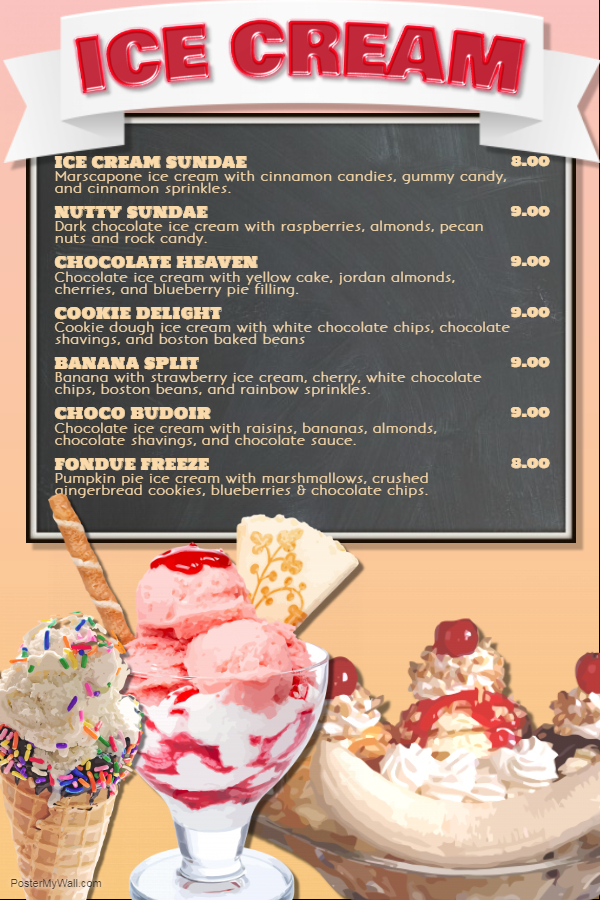 ICE CREAM
ICE CREAM SUNDAE 8.00
Marscapone ice cream with cinnamon candies, gummy candy,
and cinnamon sprinkles.
NUTTY SUNDAE 9.00
Dark chocolate ice cream with raspberries, almonds, pecan
nuts and rock candy.
CHOCOLATE HEAVEN 9.00
Chocolate ice cream with yellow cake, jordan almonds,
cherries, and blueberry pie filling.
COOKIE DELIGHT 9.00
Cookie dough ice cream with white chocolate chips, chocolate
shavings, and boston baked beans
BANANA SPLIT 9.00
Banana with strawberry ice cream, cherry, white chocolate
chips, boston beans, and rainbow sprinkles.
CHOCO BUDOIR 9.00
Chocolate ice cream with raisins, bananas, almonds,
chocolate shavings, and chocolate sauce.
FONDUE FREEZE 8.00
Pumpkin pie ice cream with marshmallows, crushed
gingerbread cookies, blueberries & chocolate chips.
PosterMyWall.com